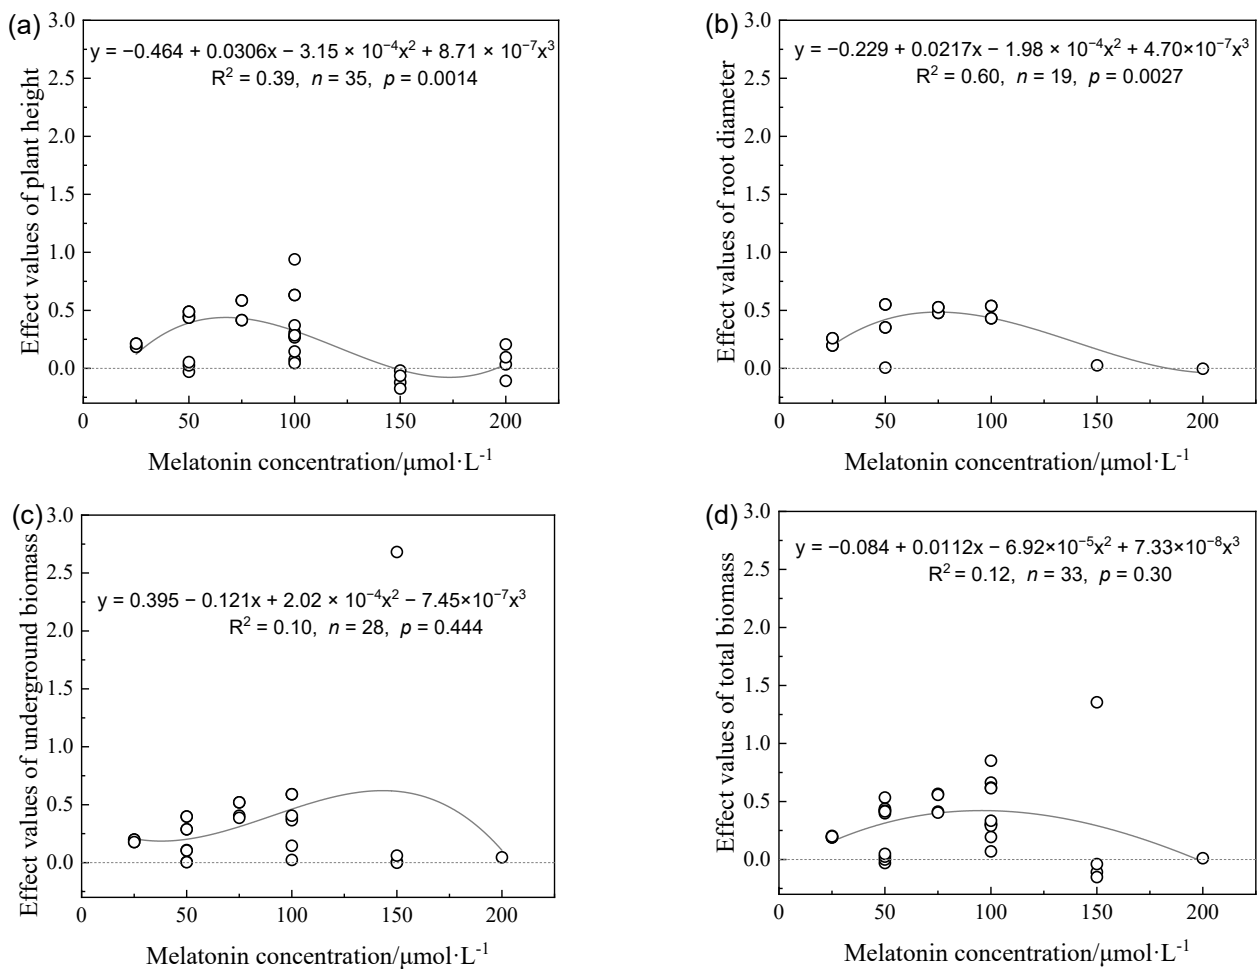 (a)
y = −0.464 + 0.0306x − 3.15 × 10⁻⁴x² + 8.71 × 10⁻⁷x³
R² = 0.39, n = 35, p = 0.0014
Effect values of plant height
3.0
2.5
2.0
1.5
1.0
0.5
0.0
0 50 100 150 200
Melatonin concentration/μmol·L⁻¹
(b)
y = −0.229 + 0.0217x − 1.98 × 10⁻⁴x² + 4.70×10⁻⁷x³
R² = 0.60, n = 19, p = 0.0027
Effect values of root diameter
3.0
2.5
2.0
1.5
1.0
0.5
0.0
0 50 100 150 200
Melatonin concentration/μmol·L⁻¹
(c)
y = 0.395 − 0.121x + 2.02 × 10⁻⁴x² − 7.45×10⁻⁷x³
R² = 0.10, n = 28, p = 0.444
Effect values of underground biomass
3.0
2.5
2.0
1.5
1.0
0.5
0.0
0 50 100 150 200
Melatonin concentration/μmol·L⁻¹
(d)
y = −0.084 + 0.0112x − 6.92×10⁻⁵x² + 7.33×10⁻⁸x³
R² = 0.12, n = 33, p = 0.30
Effect values of total biomass
3.0
2.5
2.0
1.5
1.0
0.5
0.0
0 50 100 150 200
Melatonin concentration/μmol·L⁻¹